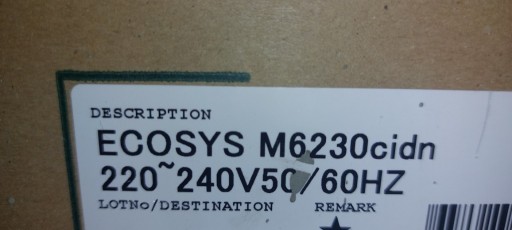 DESCRIPTION
ECOSYS M6230cidn
220~240V50/60HZ
LOTNo/DESTINATION REMARK